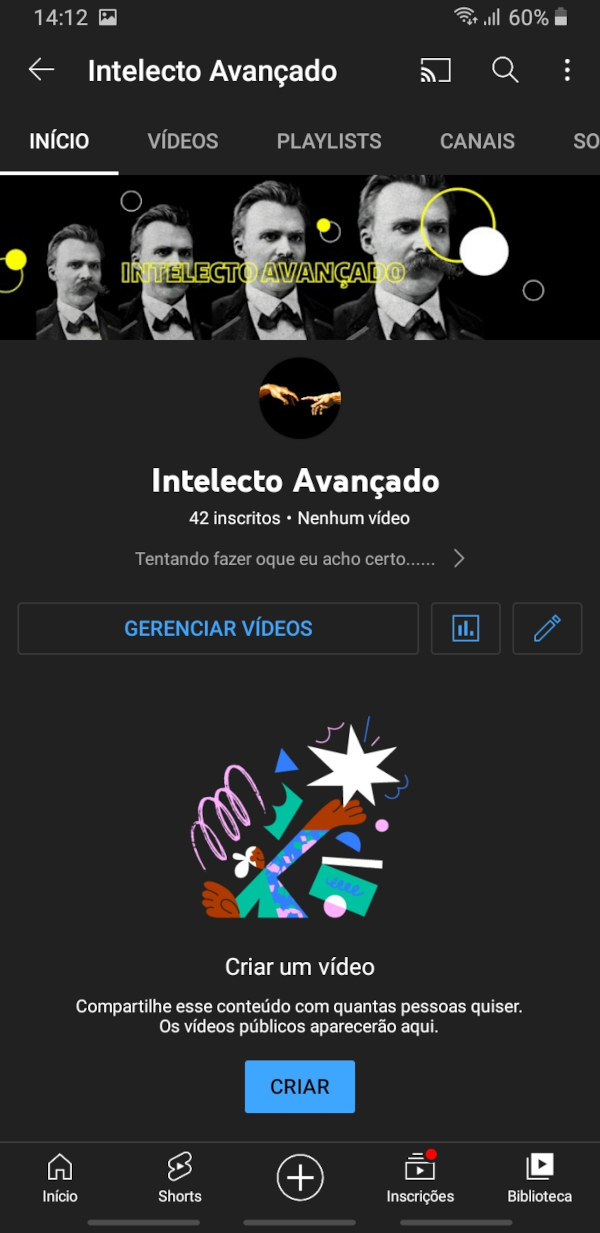 14:12 60%
Intelecto Avançado
INÍCIO VÍDEOS PLAYLISTS CANAIS SO
INTELECTO AVANÇADO
Intelecto Avançado
42 inscritos • Nenhum vídeo
Tentando fazer oque eu acho certo......
GERENCIAR VÍDEOS
Criar um vídeo
Compartilhe esse conteúdo com quantas pessoas quiser.
Os vídeos públicos aparecerão aqui.
CRIAR
Início Shorts Inscrições Biblioteca